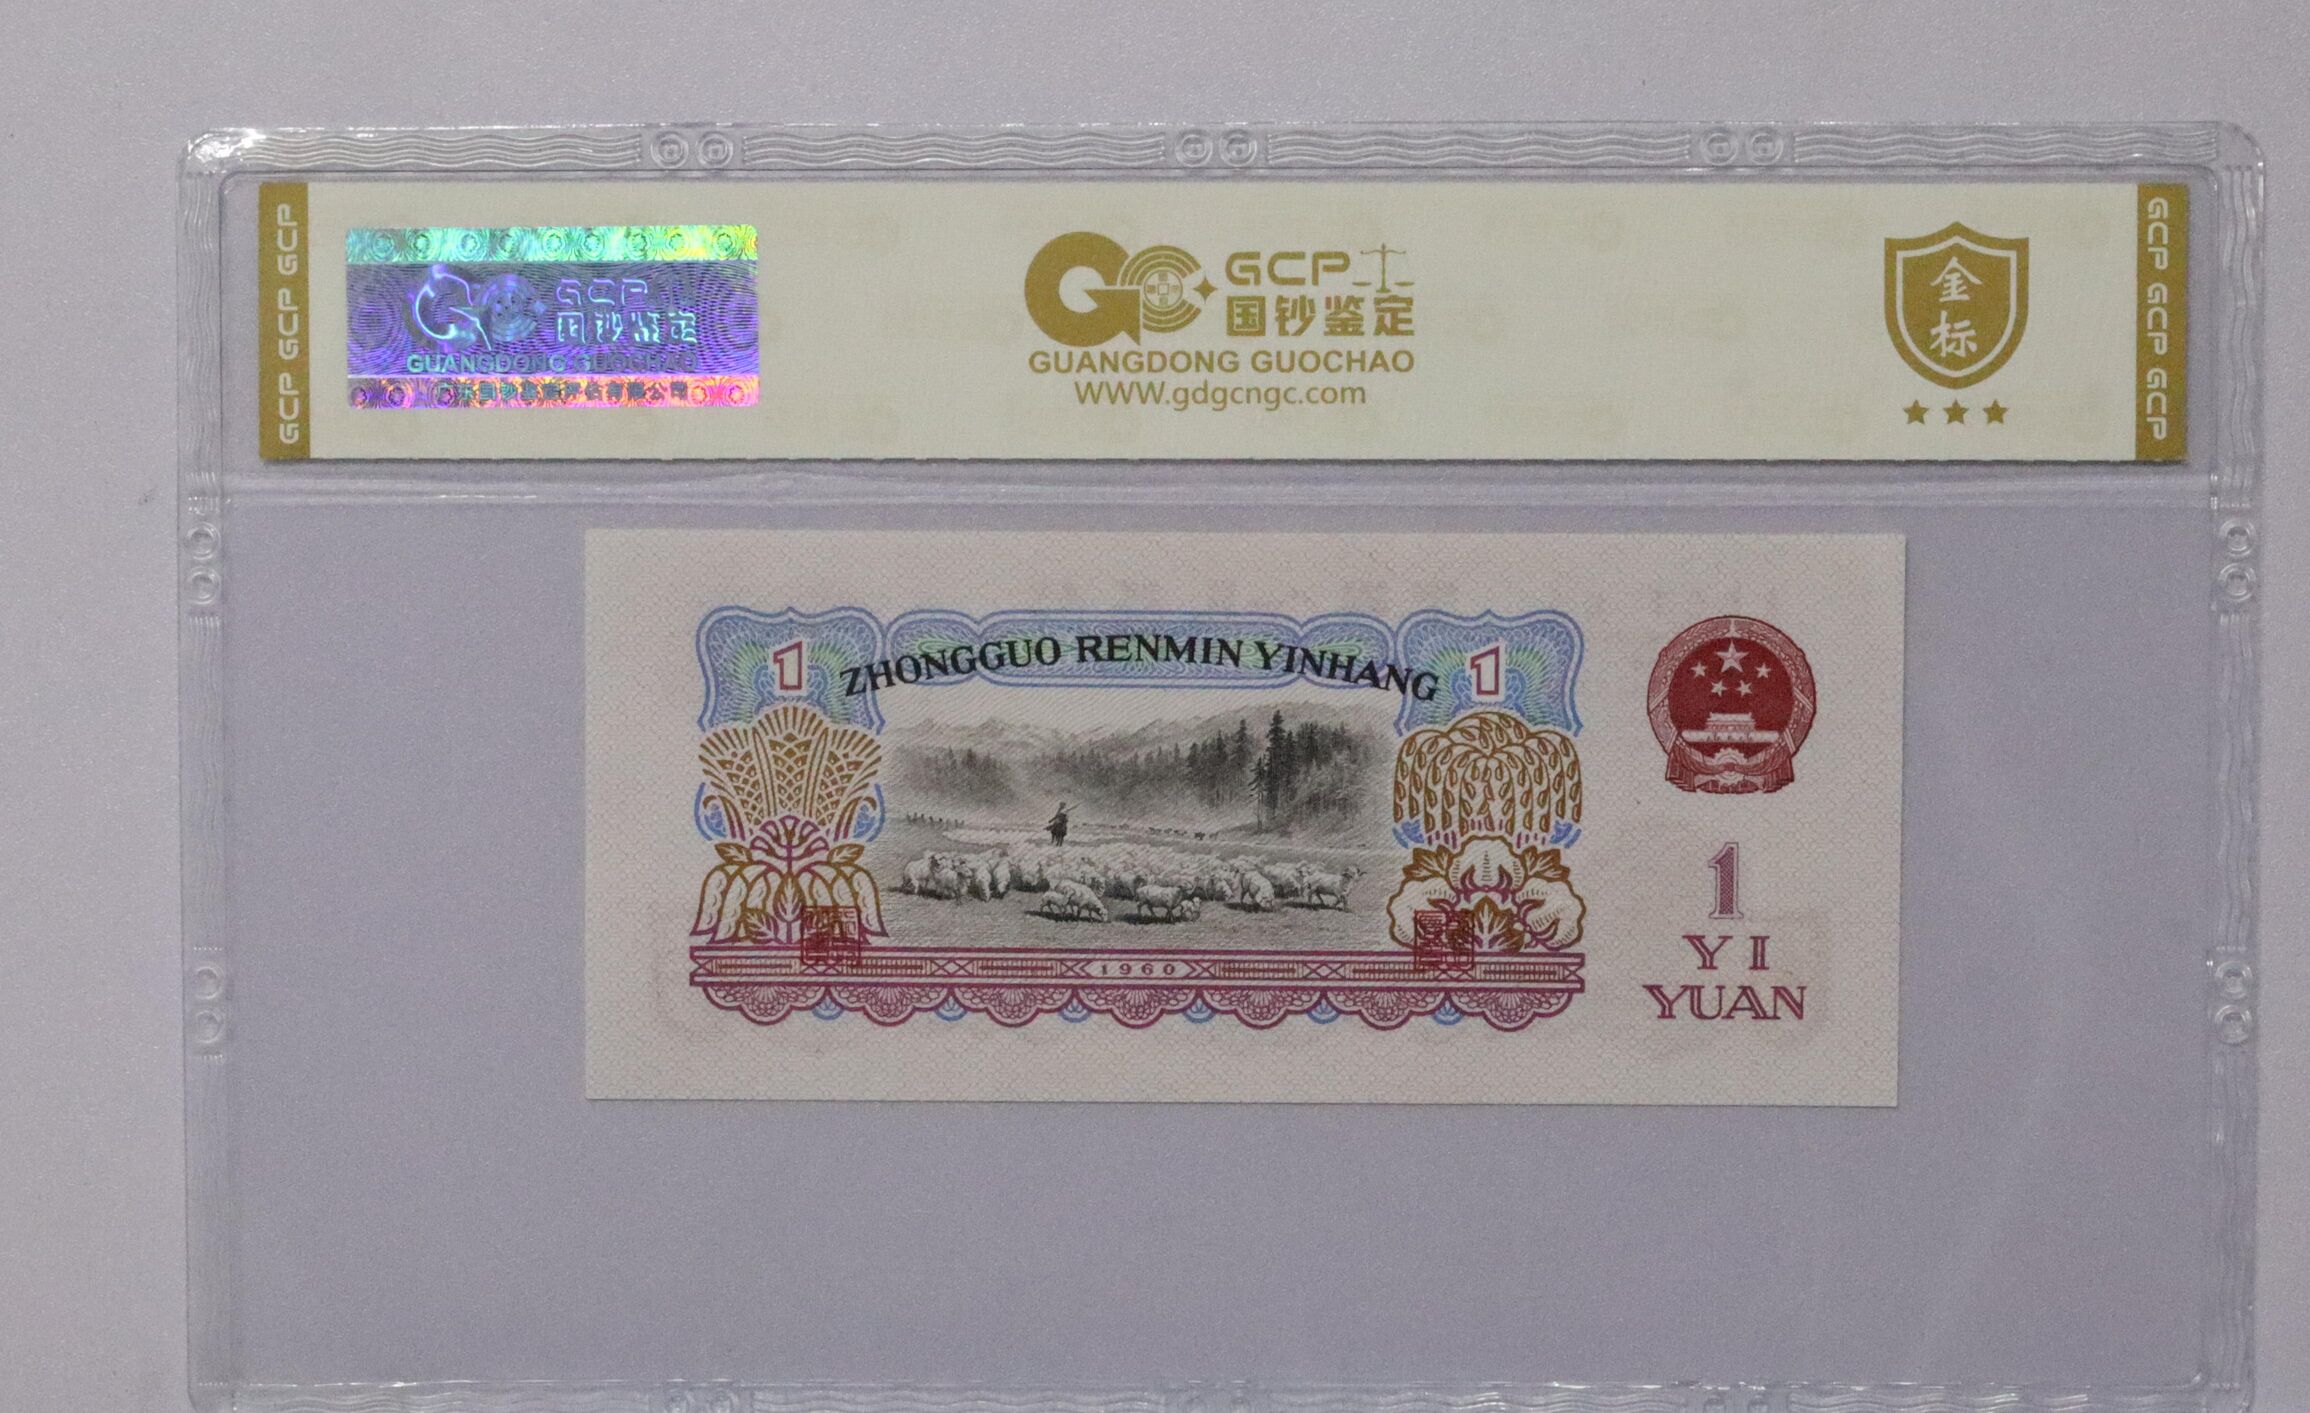 GCP GCP GCP
GCP
国钞鉴定
GUANGDONG GUOCHAO
GCP
国钞鉴定
GUANGDONG GUOCHAO
WWW.gdgcngc.com
金
标
GCP GCP GCP
1
ZHONGGUO RENMIN YINHANG
1
1960
1
YI
YUAN